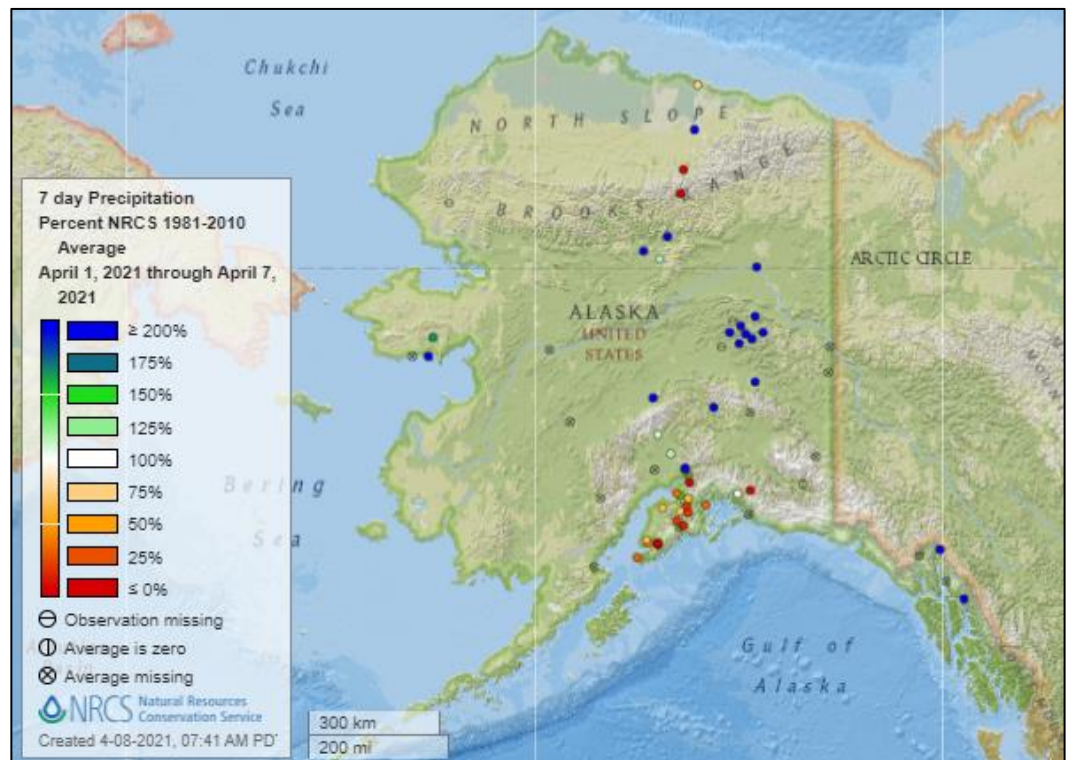 Chukchi
Sea
NORTH SLOPE
BROOKS RANGE
ARCTIC CIRCLE
ALASKA
UNITED
STATES
Bering
Sea
Gulf of
Alaska
7 day Precipitation
Percent NRCS 1981-2010
Average
April 1, 2021 through April 7,
2021
≥ 200%
175%
150%
125%
100%
75%
50%
25%
≤ 0%
Observation missing
Average is zero
Average missing
NRCS Natural Resources
Conservation Service
Created 4-08-2021, 07:41 AM PD
300 km
200 mi